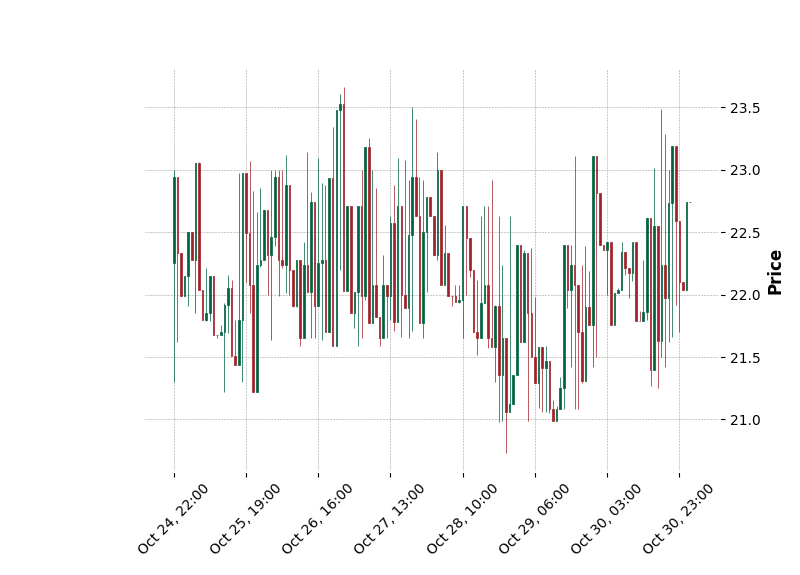 23.5
23.0
22.5
22.0
21.5
21.0
Price
Oct 24, 22:00
Oct 25, 19:00
Oct 26, 16:00
Oct 27, 13:00
Oct 28, 10:00
Oct 29, 06:00
Oct 30, 03:00
Oct 30, 23:00